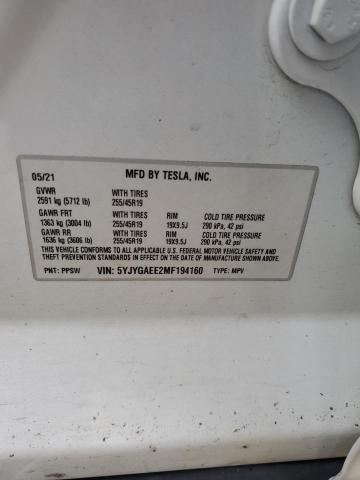 05/21 MFD BY TESLA, INC.
GVWR WITH TIRES
2591 kg (5712 lb) 255/45R19
GAWR FRT WITH TIRES RIM COLD TIRE PRESSURE
1363 kg (3004 lb) 255/45R19 19X9.5J 290 kPa, 42 psi
GAWR RR WITH TIRES RIM COLD TIRE PRESSURE
1636 kg (3606 lb) 255/45R19 19X9.5J 290 kPa, 42 psi
THIS VEHICLE CONFORMS TO ALL APPLICABLE U.S. FEDERAL MOTOR VEHICLE SAFETY AND
THEFT PREVENTION STANDARDS IN EFFECT ON THE DATE OF MANUFACTURE SHOWN ABOVE.
PNT: PPSW VIN: 5YJYGAEE2MF194160 TYPE: MPV